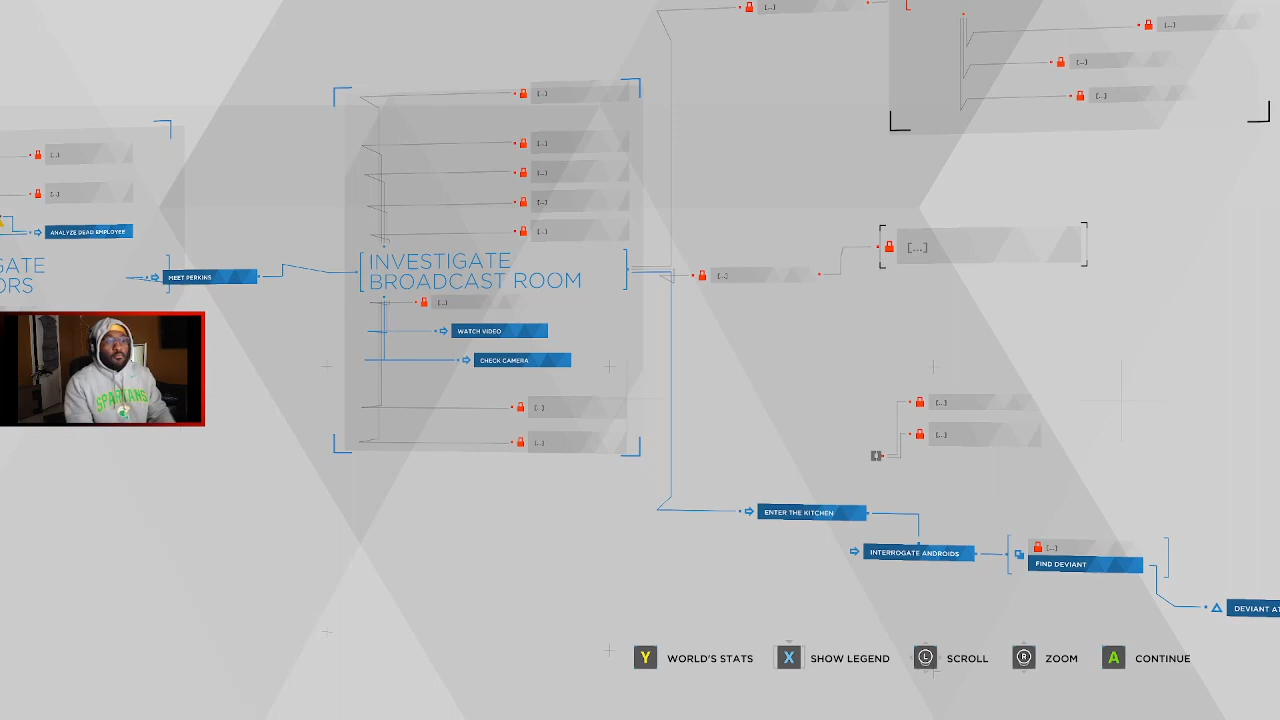 [...]
[...]
[...]
[...]
[...]
[...]
[...]
[...]
[...]
[...]
[...]
ANALYZE DEAD EMPLOYEE
GATE
ORS
MEET PERKINS
INVESTIGATE
BROADCAST ROOM
[...]
[...]
[...]
WATCH VIDEO
CHECK CAMERA
SPARTANS
[...]
[...]
[...]
[...]
ENTER THE KITCHEN
INTERROGATE ANDROIDS
[...]
FIND DEVIANT
DEVIANT AT
Y WORLD'S STATS
X SHOW LEGEND
L SCROLL
R ZOOM
A CONTINUE